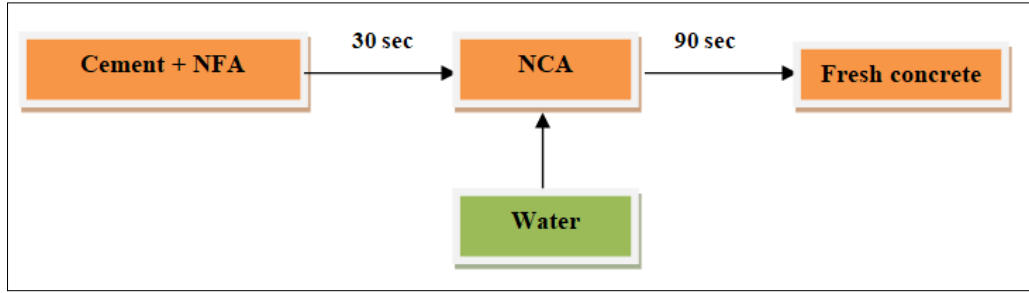 Cement + NFA
30 sec
NCA
90 sec
Fresh concrete
Water